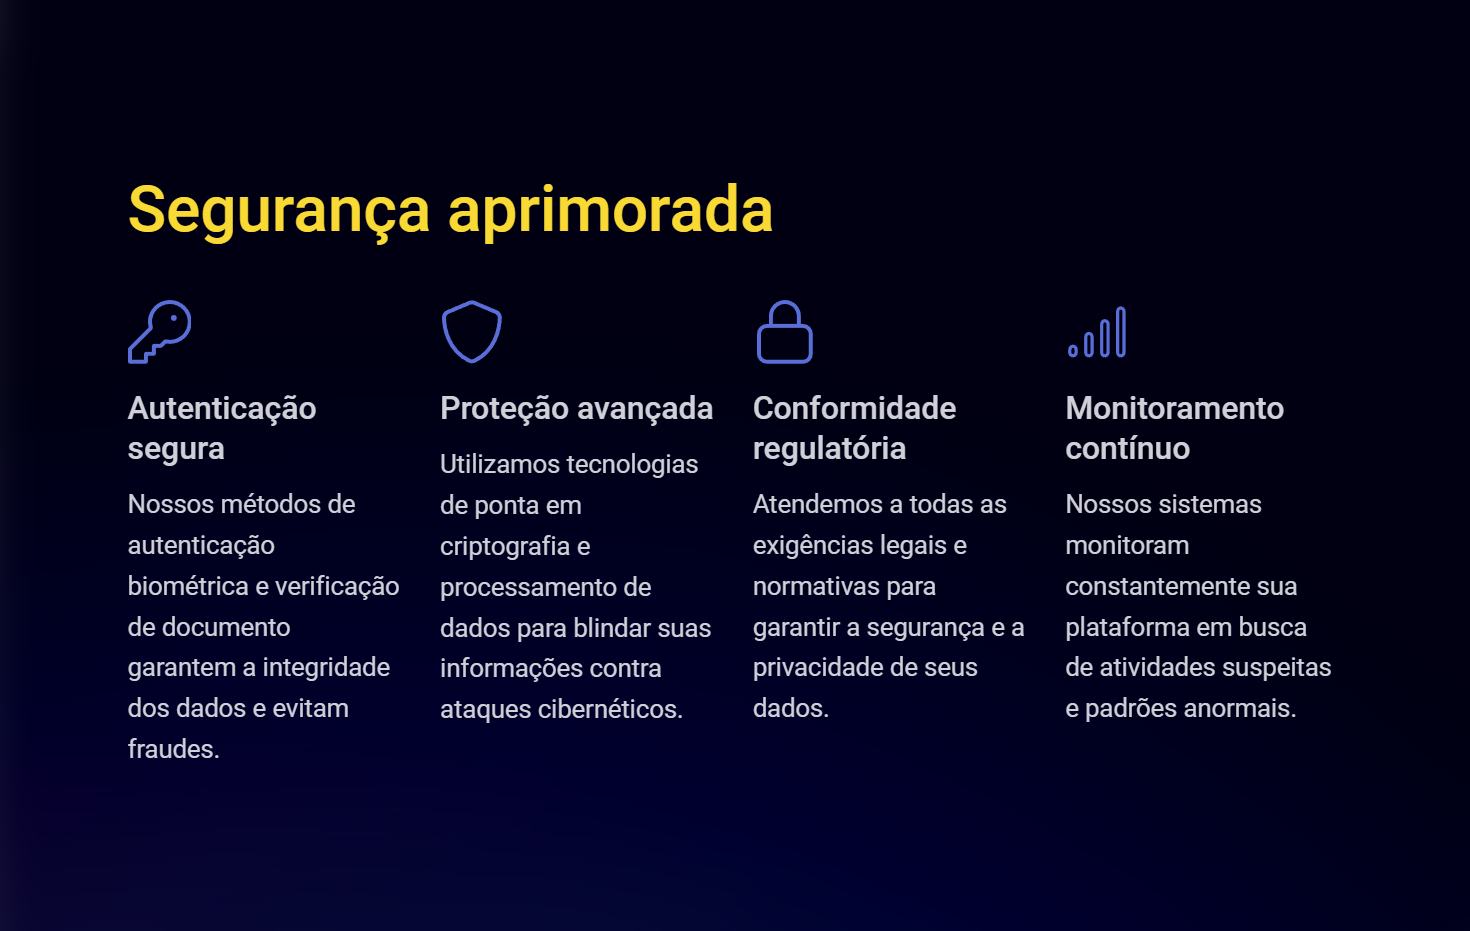 Segurança aprimorada
Autenticação
segura
Nossos métodos de
autenticação
biométrica e verificação
de documento
garantem a integridade
dos dados e evitam
fraudes.
Proteção avançada
Utilizamos tecnologias
de ponta em
criptografia e
processamento de
dados para blindar suas
informações contra
ataques cibernéticos.
Conformidade
regulatória
Atendemos a todas as
exigências legais e
normativas para
garantir a segurança e a
privacidade de seus
dados.
Monitoramento
contínuo
Nossos sistemas
monitoram
constantemente sua
plataforma em busca
de atividades suspeitas
e padrões anormais.